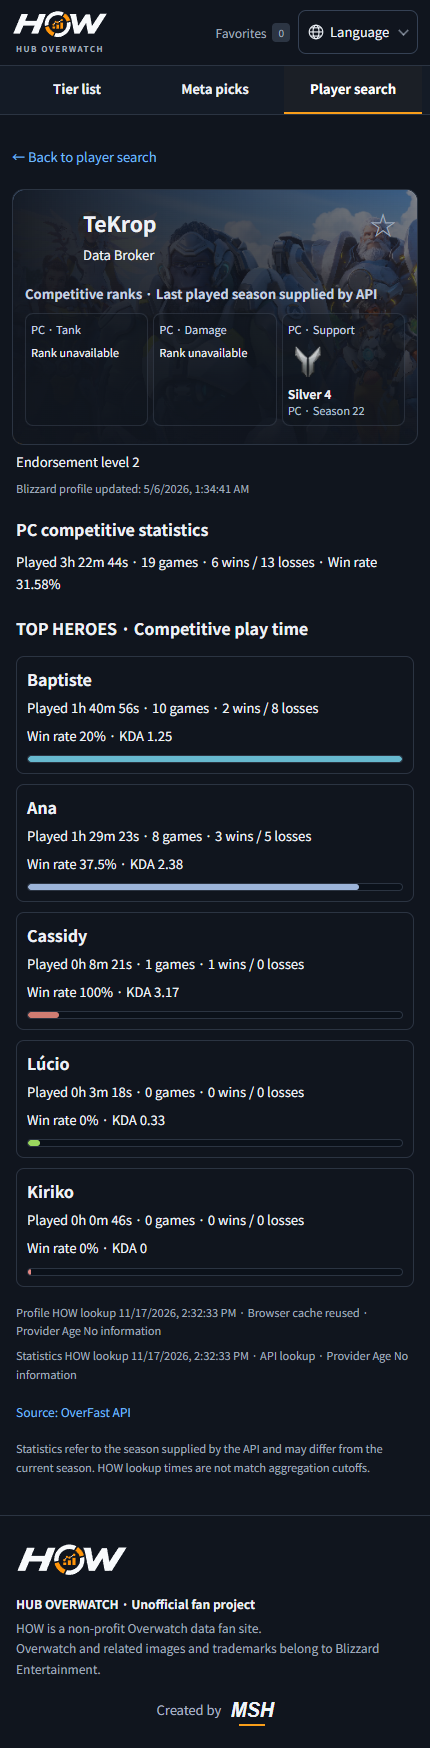 HOW
HUB OVERWATCH
Favorites 0
Language
Tier list
Meta picks
Player search
← Back to player search
TeKrop
Data Broker
Competitive ranks · Last played season supplied by API
PC · Tank
Rank unavailable
PC · Damage
Rank unavailable
PC · Support
Silver 4
PC · Season 22
Endorsement level 2
Blizzard profile updated: 5/6/2026, 1:34:41 AM
PC competitive statistics
Played 3h 22m 44s · 19 games · 6 wins / 13 losses · Win rate
31.58%
TOP HEROES · Competitive play time
Baptiste
Played 1h 40m 56s · 10 games · 2 wins / 8 losses
Win rate 20% · KDA 1.25
Ana
Played 1h 29m 23s · 8 games · 3 wins / 5 losses
Win rate 37.5% · KDA 2.38
Cassidy
Played 0h 8m 21s · 1 games · 1 wins / 0 losses
Win rate 100% · KDA 3.17
Lúcio
Played 0h 3m 18s · 0 games · 0 wins / 0 losses
Win rate 0% · KDA 0.33
Kiriko
Played 0h 0m 46s · 0 games · 0 wins / 0 losses
Win rate 0% · KDA 0
Profile HOW lookup 11/17/2026, 2:32:33 PM · Browser cache reused ·
Provider Age No information
Statistics HOW lookup 11/17/2026, 2:32:33 PM · API lookup · Provider Age No
information
Source: OverFast API
Statistics refer to the season supplied by the API and may differ from the
current season. HOW lookup times are not match aggregation cutoffs.
HOW
HUB OVERWATCH · Unofficial fan project
HOW is a non-profit Overwatch data fan site.
Overwatch and related images and trademarks belong to Blizzard
Entertainment.
Created by MSH